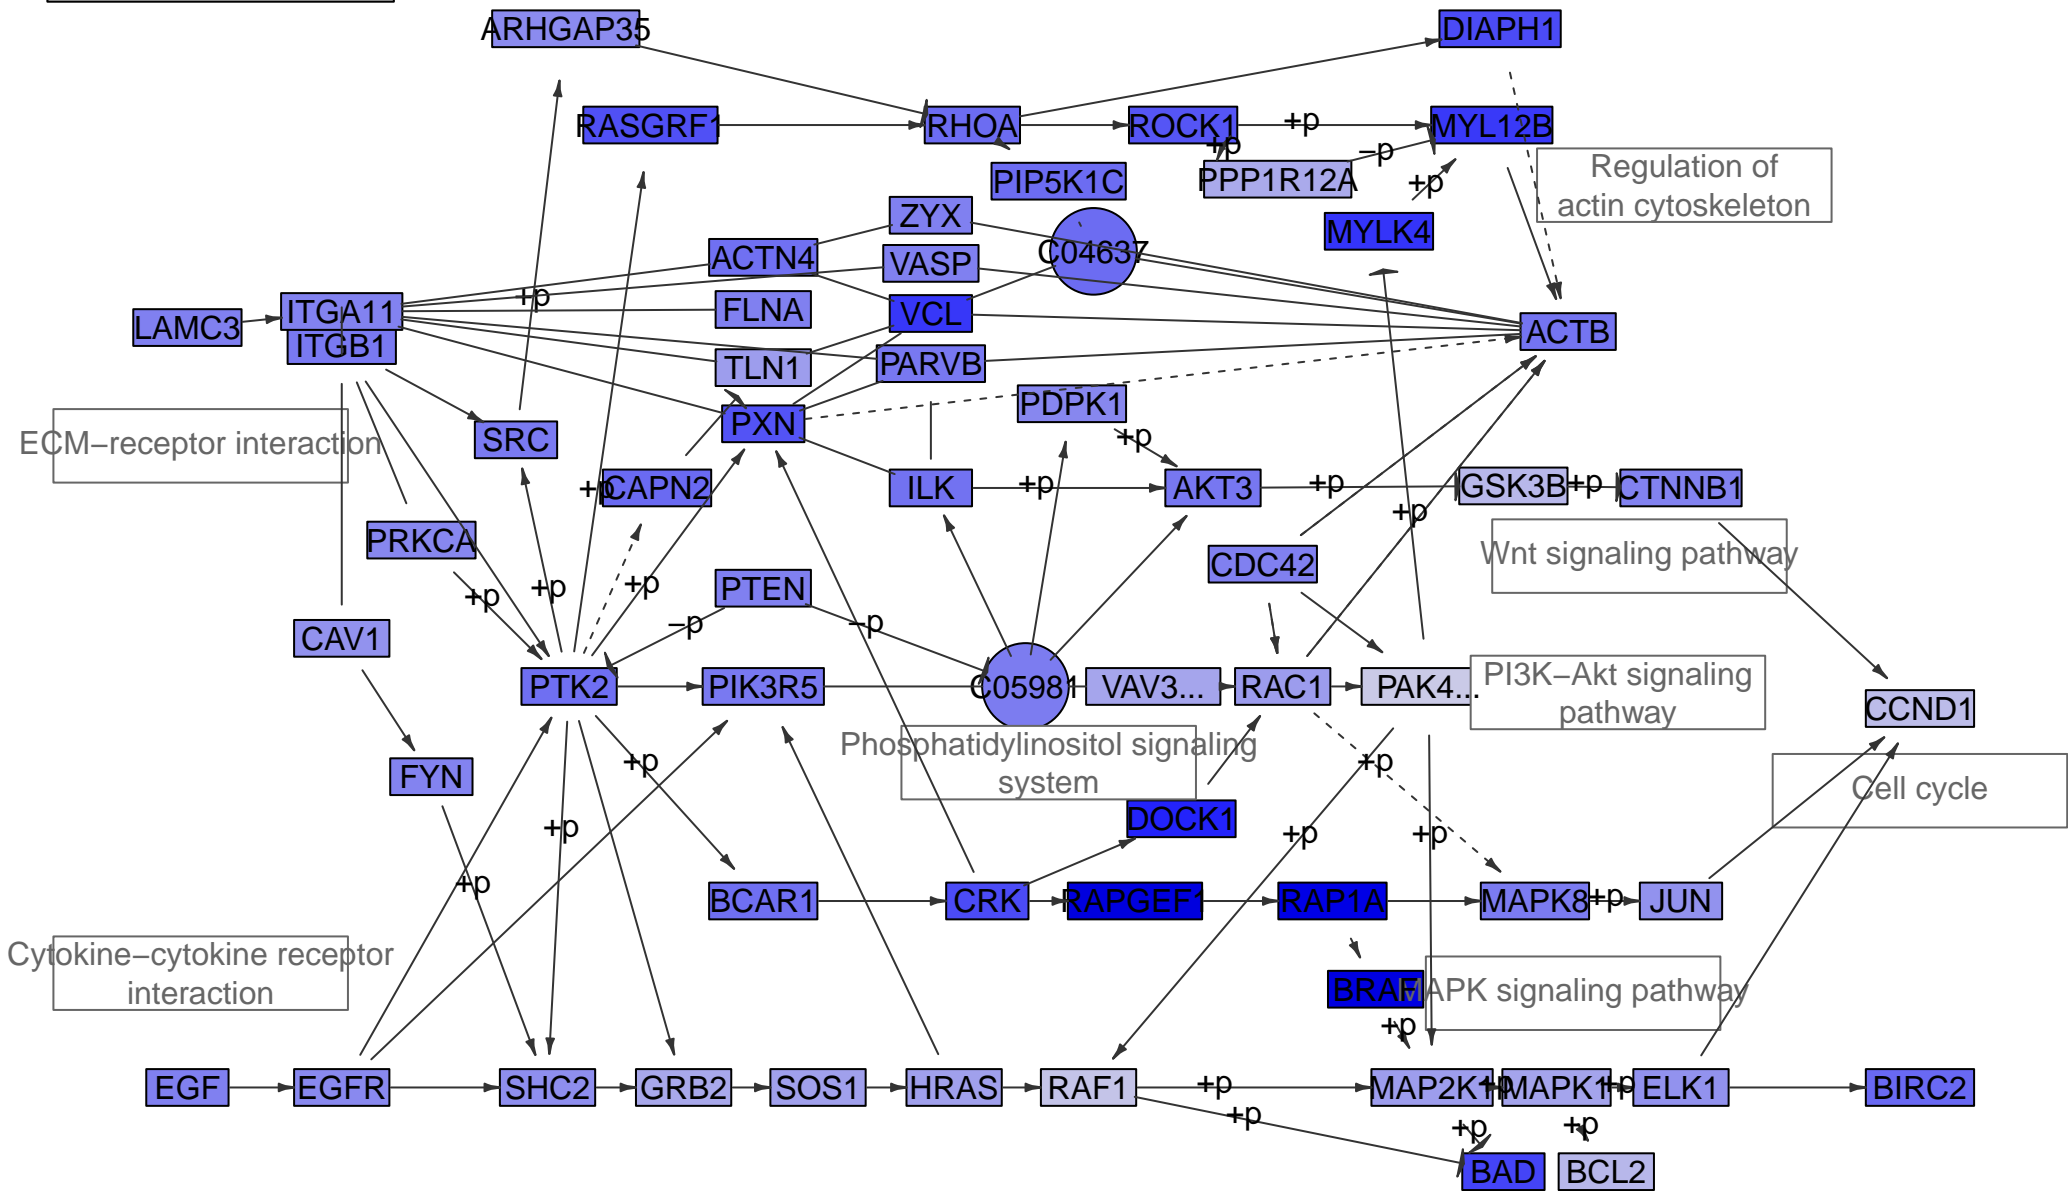 ARHGAP35
DIAPH1
RASGRF1
RHOA
ROCK1
+p
MYL12B
+p
−p
PIP5K1C
PPP1R12A
+p
Regulation of
actin cytoskeleton
ZYX
MYLK4
ACTN4
VASP
C04637
+p
LAMC3
ITGA11
FLNA
VCL
ACTB
ITGB1
TLN1
PARVB
PDPK1
ECM−receptor interaction
SRC
PXN
+p
+p
CAPN2
ILK
+p
AKT3
+p
GSK3B
+p
CTNNB1
+p
PRKCA
Wnt signaling pathway
CDC42
+p
+p
+p
PTEN
−p
−p
CAV1
PTK2
PIK3R5
C05981
VAV3...
RAC1
PAK4...
PI3K−Akt signaling
pathway
CCND1
Phosphatidylinositol signaling
system
FYN
+p
+p
Cell cycle
DOCK1
+p
+p
+p
+p
BCAR1
CRK
RAPGEF1
RAP1A
MAPK8
+p
JUN
Cytokine−cytokine receptor
interaction
BRAF
MAPK signaling pathway
+p
EGF
EGFR
SHC2
GRB2
SOS1
HRAS
RAF1
+p
MAP2K1
+p
MAPK1
+p
ELK1
BIRC2
+p
+p
+p
BAD
BCL2